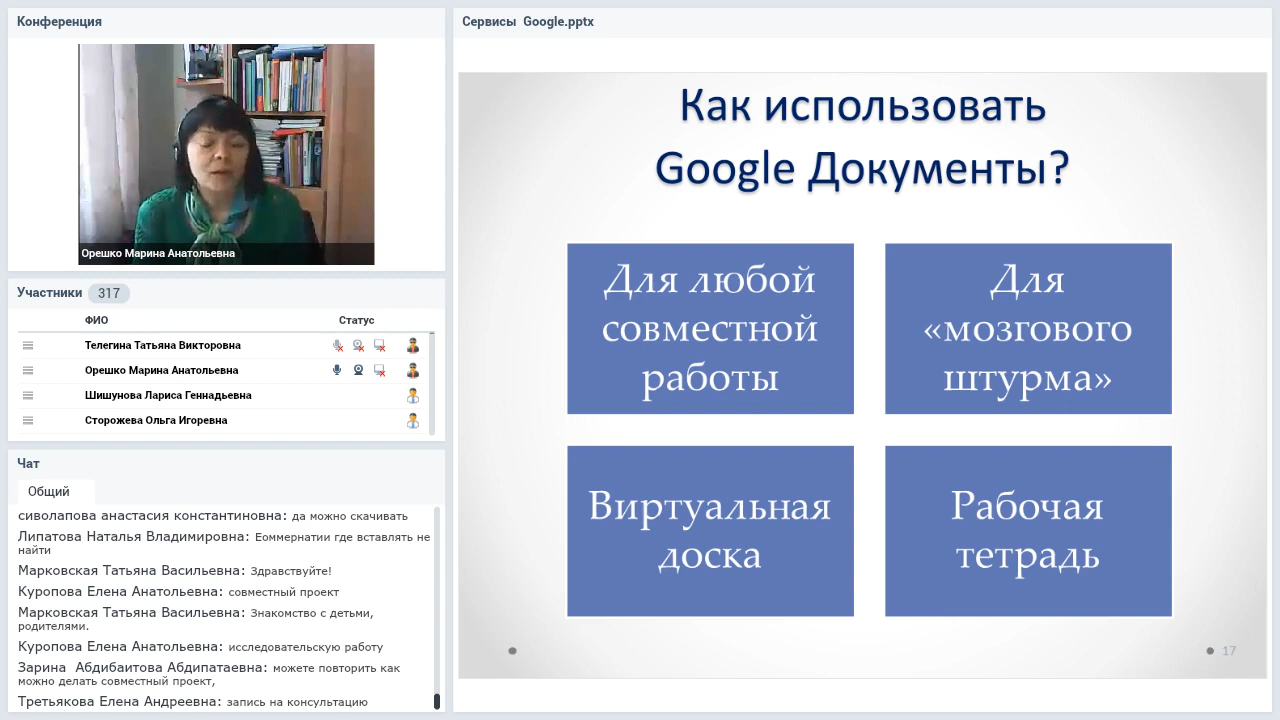 Конференция
Орешко Марина Анатольевна
Участники 317
ФИО Статус
Телегина Татьяна Викторовна
Орешко Марина Анатольевна
Шишунова Лариса Геннадьевна
Сторожева Ольга Игоревна
Чат
Общий
сиволапова анастасия константиновна: да можно скачивать
Липатова Наталья Владимировна: Еоммернатии где вставлять не
найти
Марковская Татьяна Васильевна: Здравствуйте!
Куропова Елена Анатольевна: совместный проект
Марковская Татьяна Васильевна: Знакомство с детьми,
родителями.
Куропова Елена Анатольевна: исследовательскую работу
Зарина Абдибаитова Абдипатаевна: можете повторить как
можно делать совместный проект,
Третьякова Елена Андреевна: запись на консультацию
Сервисы Google.pptx
Как использовать
Google Документы?
Для любой
совместной
работы
Для
«мозгового
штурма»
Виртуальная
доска
Рабочая
тетрадь
17